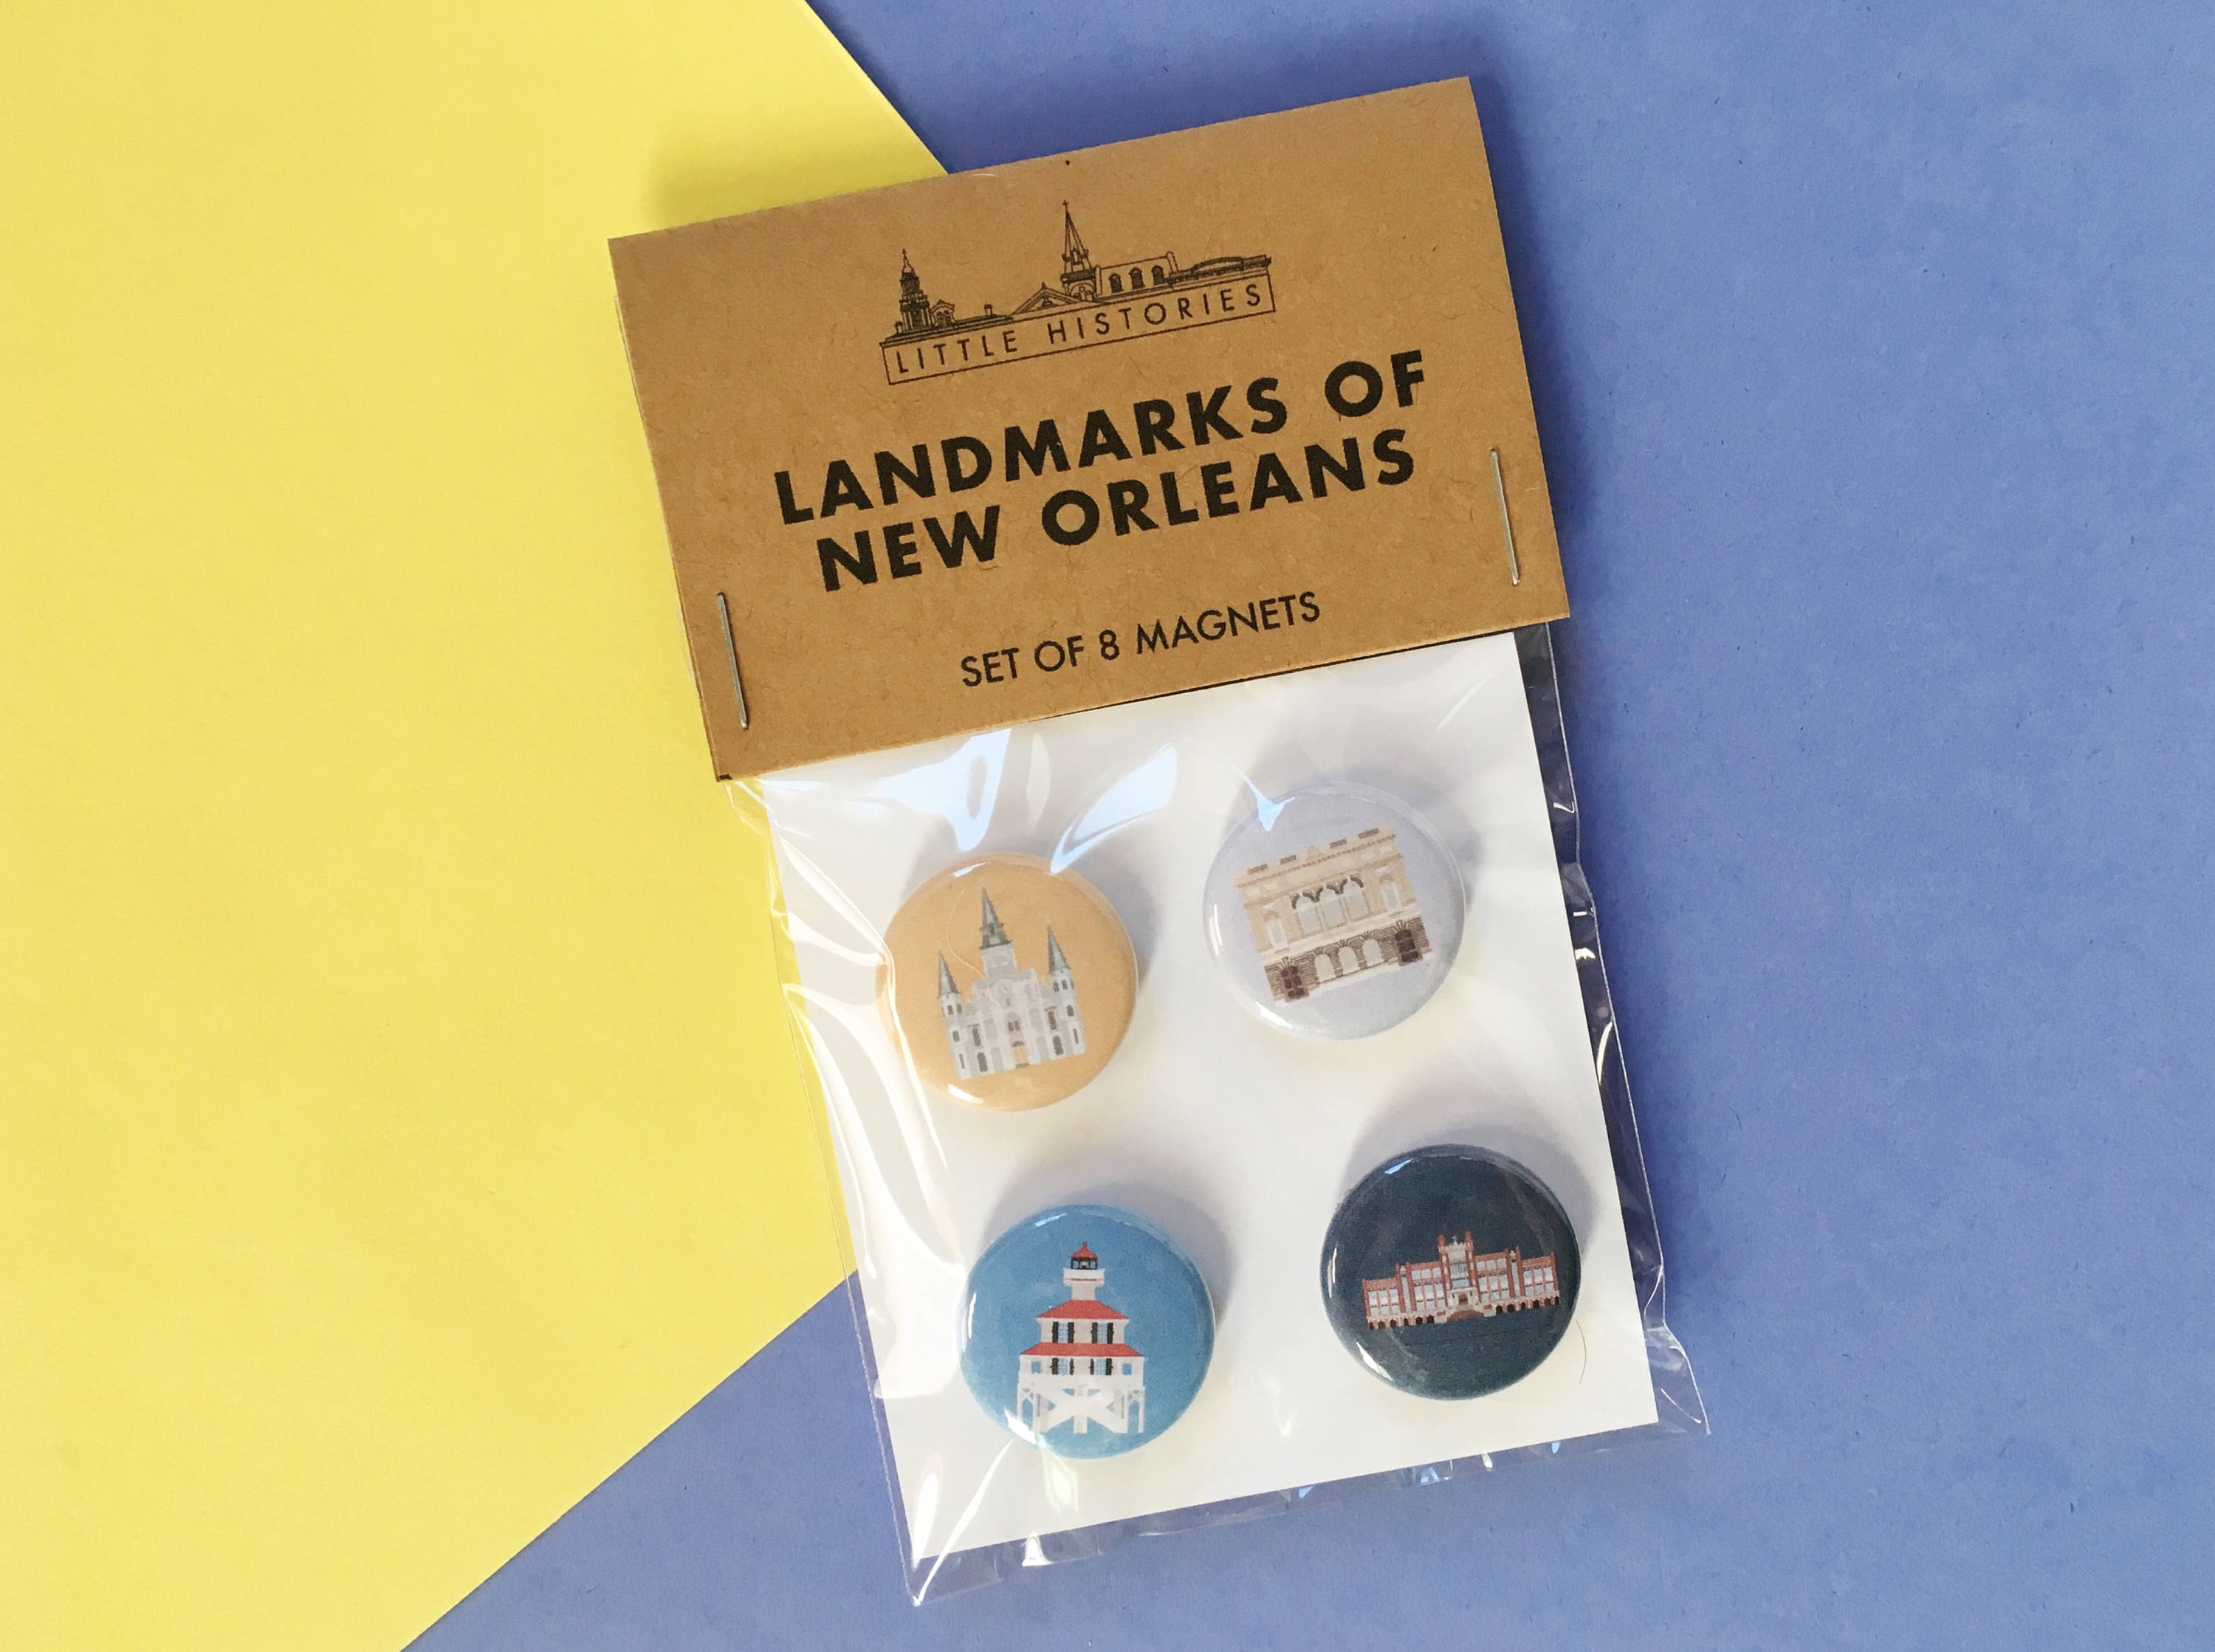 LITTLE HISTORIES
LANDMARKS OF
NEW ORLEANS
SET OF 8 MAGNETS